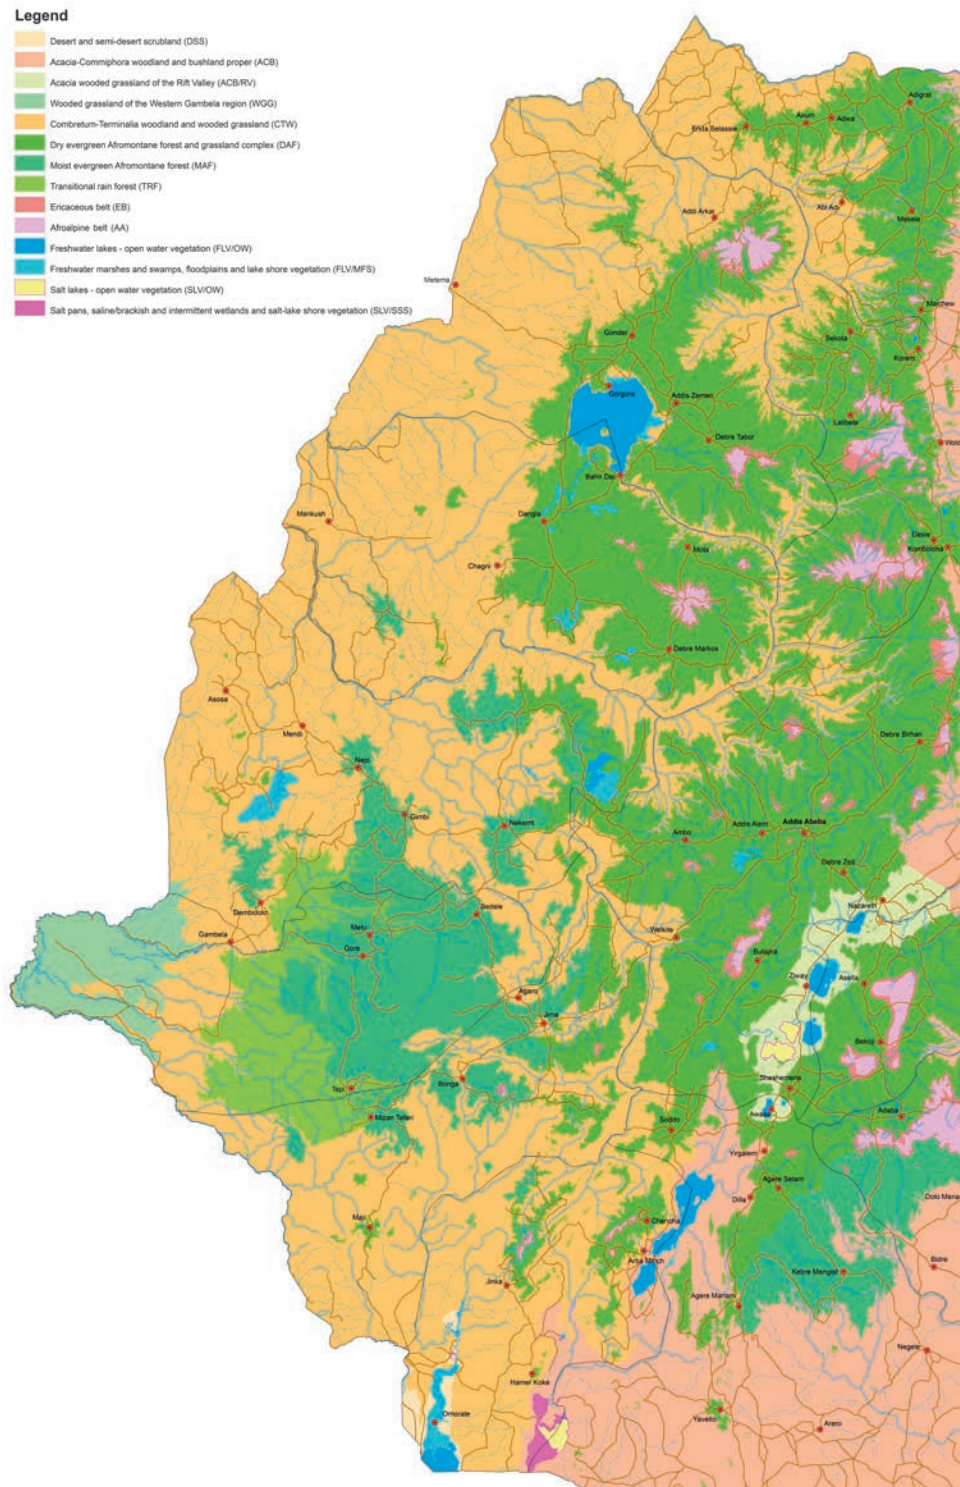 Legend
Desert and semi-desert scrubland (DSS)
Acacia-Commiphora woodland and bushland proper (ACB)
Acacia wooded grassland of the Rift Valley (ACB/RV)
Wooded grassland of the Western Gambela region (WGG)
Combretum-Terminalia woodland and wooded grassland (CTW)
Dry evergreen Afromontane forest and grassland complex (DAF)
Moist evergreen Afromontane forest (MAF)
Transitional rain forest (TRF)
Ericaceous belt (EB)
Afroalpine belt (AA)
Freshwater lakes - open water vegetation (FLV/OW)
Freshwater marshes and swamps, floodplains and lake shore vegetation (FLV/MFS)
Salt lakes - open water vegetation (SLV/OW)
Salt pans, saline/brackish and intermittent wetlands and salt-lake shore vegetation (SLV/SSS)
Adigrat
Axum
Adwa
Enda Selassie
Abi Adi
Addi Arkai
Mekele
Metema
Maichew
Gonder
Sekota
Korem
Gorgora
Addis Zemen
Lalibela
Debre Tabor
Wold
Bahir Dar
Mankush
Dangla
Desie
Kombolcha
Mota
Chagni
Debre Markos
Asosa
Mendi
Debre Birhan
Nejo
Gimbi
Nekemt
Addis Alem
Addis Abeba
Ambo
Debre Zeit
Dembidolo
Nazareth
Bedele
Metu
Gambela
Welkite
Gore
Butajira
Ziway
Asella
Agaro
Jima
Bekoji
Shashemene
Bonga
Tepi
Mizan Teferi
Awasa
Adaba
Soddo
Yirgalem
Agere Selam
Dilla
Dolo Mena
Maji
Chencha
Arba Minch
Bidre
Kebre Mengist
Jinka
Agere Mariam
Negele
Hamer Koke
Omorate
Yavello
Arero